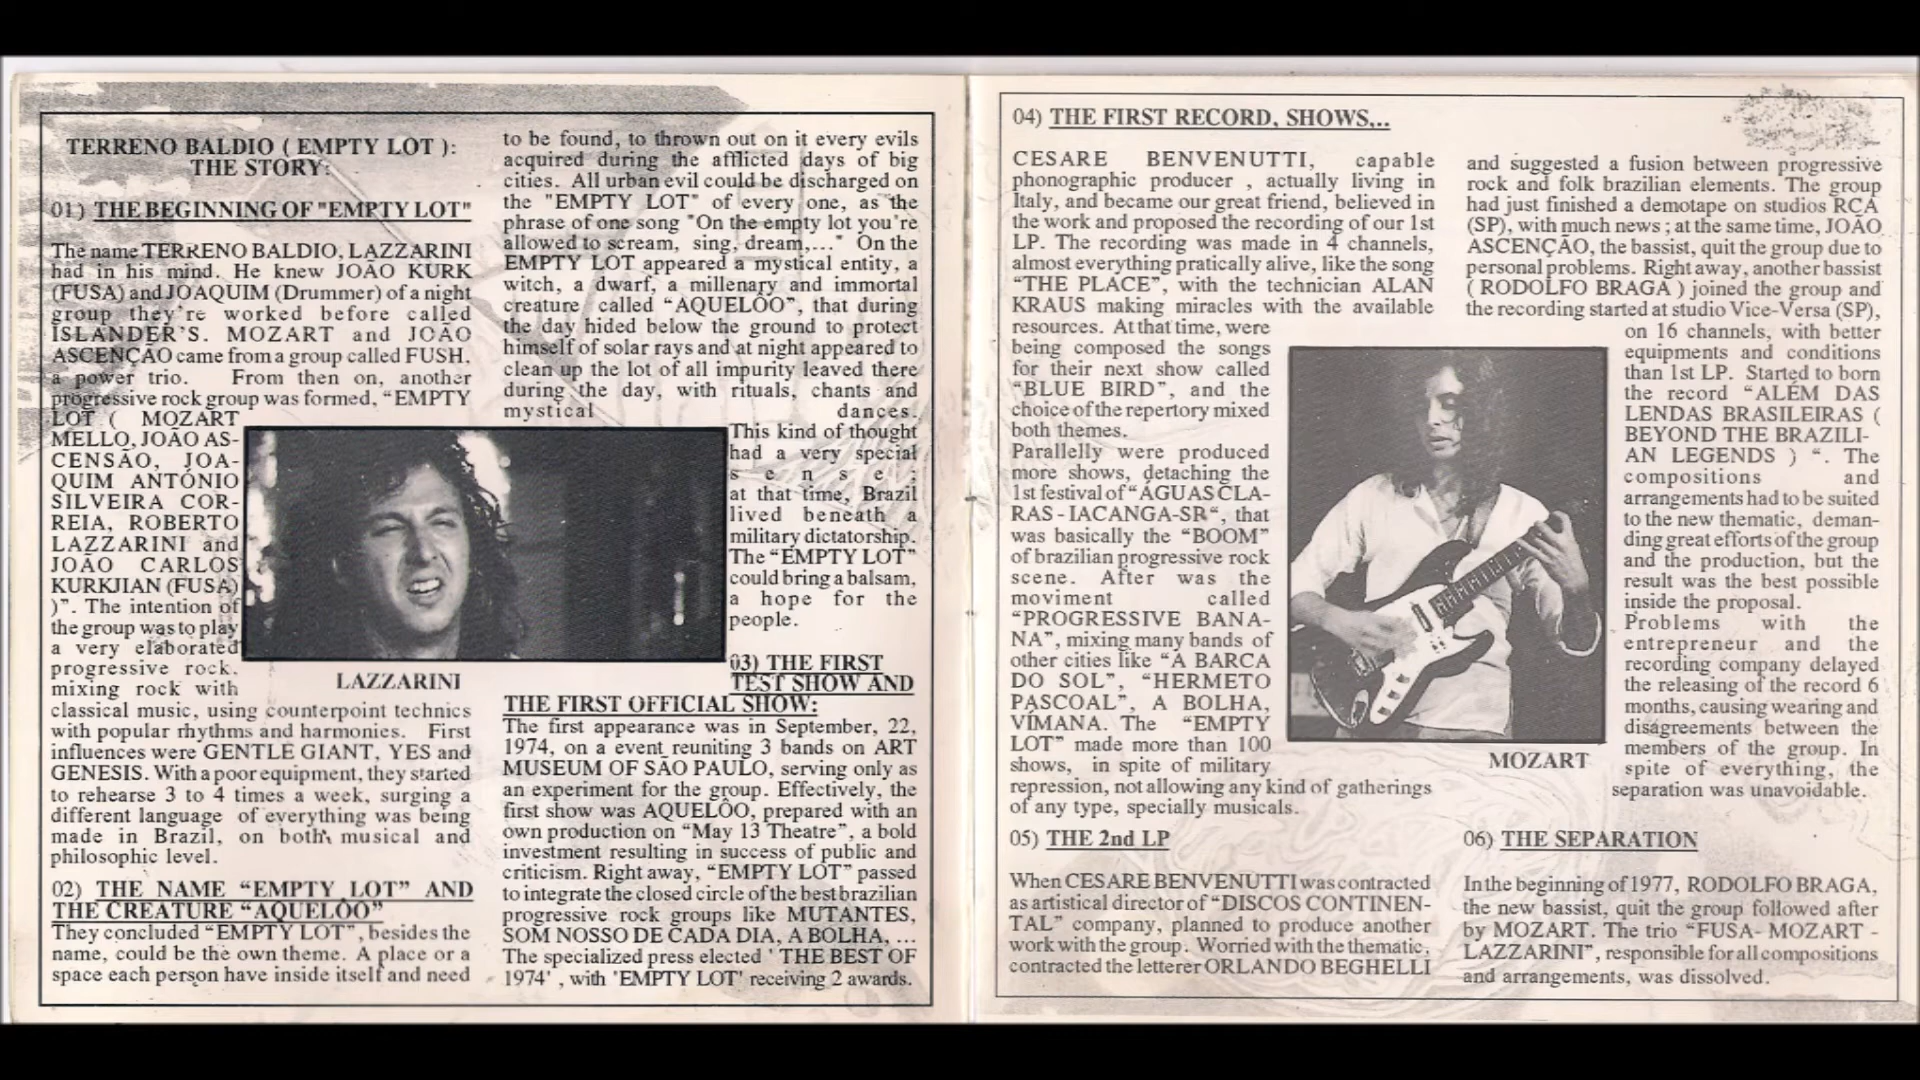 TERRENO BALDIO ( EMPTY LOT ):
THE STORY:
01) THE BEGINNING OF "EMPTY LOT"
The name TERRENO BALDIO, LAZZARINI
had in his mind. He knew JOÃO KURK
(FUSA) and JOAQUIM (Drummer) of a night
group they're worked before called
ISLANDER'S. MOZART and JOÃO
ASCENÇÃO came from a group called FUSH,
a power trio. From then on, another
progressive rock group was formed, “EMPTY
LOT ( MOZART
MELLO, JOÃO AS-
CENSÃO, JOA-
QUIM ANTÓNIO
SILVEIRA COR-
REIA, ROBERTO
LAZZARINI and
JOÃO CARLOS
KURKJIAN (FUSA)
)”. The intention of
the group was to play
a very elaborated
progressive rock.
mixing rock with
classical music, using counterpoint technics
with popular rhythms and harmonies. First
influences were GENTLE GIANT, YES and
GENESIS. With a poor equipment, they started
to rehearse 3 to 4 times a week, surging a
different language of everything was being
made in Brazil, on both musical and
philosophic level.
02) THE NAME “EMPTY LOT” AND
THE CREATURE “AQUELÔO”
They concluded “EMPTY LOT”, besides the
name, could be the own theme. A place or a
space each person have inside itself and need
to be found, to thrown out on it every evils
acquired during the afflicted days of big
cities. All urban evil could be discharged on
the "EMPTY LOT" of every one, as the
phrase of one song "On the empty lot you're
allowed to scream, sing, dream,..." On the
EMPTY LOT appeared a mystical entity, a
witch, a dwarf, a millenary and immortal
creature called “AQUELÔO”, that during
the day hided below the ground to protect
himself of solar rays and at night appeared to
clean up the lot of all impurity leaved there
during the day, with rituals, chants and
mystical dances.
This kind of thought
had a very special
s e n s e ;
at that time, Brazil
lived beneath a
military dictatorship.
The “EMPTY LOT”
could bring a balsam,
a hope for the
people.
LAZZARINI
03) THE FIRST
TEST SHOW AND
THE FIRST OFFICIAL SHOW:
The first appearance was in September, 22,
1974, on a event reuniting 3 bands on ART
MUSEUM OF SÃO PAULO, serving only as
an experiment for the group. Effectively, the
first show was AQUELÔO, prepared with an
own production on “May 13 Theatre”, a bold
investment resulting in success of public and
criticism. Right away, “EMPTY LOT” passed
to integrate the closed circle of the best brazilian
progressive rock groups like MUTANTES,
SOM NOSSO DE CADA DIA, A BOLHA, ...
The specialized press elected ' THE BEST OF
1974' , with 'EMPTY LOT' receiving 2 awards.
04) THE FIRST RECORD, SHOWS,..
CESARE BENVENUTTI, capable
phonographic producer , actually living in
Italy, and became our great friend, believed in
the work and proposed the recording of our 1st
LP. The recording was made in 4 channels,
almost everything pratically alive, like the song
“THE PLACE”, with the technician ALAN
KRAUS making miracles with the available
resources. At that time, were
being composed the songs
for their next show called
“BLUE BIRD”, and the
choice of the repertory mixed
both themes.
Parallelly were produced
more shows, detaching the
1st festival of “ÁGUAS CLA-
RAS - IACANGA-SR“, that
was basically the “BOOM”
of brazilian progressive rock
scene. After was the
moviment called
“PROGRESSIVE BANA-
NA”, mixing many bands of
other cities like “A BARCA
DO SOL”, “HERMETO
PASCOAL”, A BOLHA,
VÍMANA. The “EMPTY
LOT” made more than 100
shows, in spite of military
repression, not allowing any kind of gatherings
of any type, specially musicals.
05) THE 2nd LP
When CESARE BENVENUTTI was contracted
as artistical director of “DISCOS CONTINEN-
TAL” company, planned to produce another
work with the group. Worried with the thematic,
contracted the letterer ORLANDO BEGHELLI
and suggested a fusion between progressive
rock and folk brazilian elements. The group
had just finished a demotape on studios RCA
(SP), with much news ; at the same time, JOÃO
ASCENÇÃO, the bassist, quit the group due to
personal problems. Right away, another bassist
( RODOLFO BRAGA ) joined the group and
the recording started at studio Vice-Versa (SP),
on 16 channels, with better
equipments and conditions
than 1st LP. Started to born
the record “ALÉM DAS
LENDAS BRASILEIRAS (
BEYOND THE BRAZILI-
AN LEGENDS ) “. The
compositions and
arrangements had to be suited
to the new thematic, deman-
ding great efforts of the group
and the production, but the
result was the best possible
inside the proposal.
Problems with the
entrepreneur and the
recording company delayed
the releasing of the record 6
months, causing wearing and
disagreements between the
members of the group. In
spite of everything, the
separation was unavoidable.
MOZART
06) THE SEPARATION
In the beginning of 1977, RODOLFO BRAGA,
the new bassist, quit the group followed after
by MOZART. The trio “FUSA- MOZART -
LAZZARINI”, responsible for all compositions
and arrangements, was dissolved.